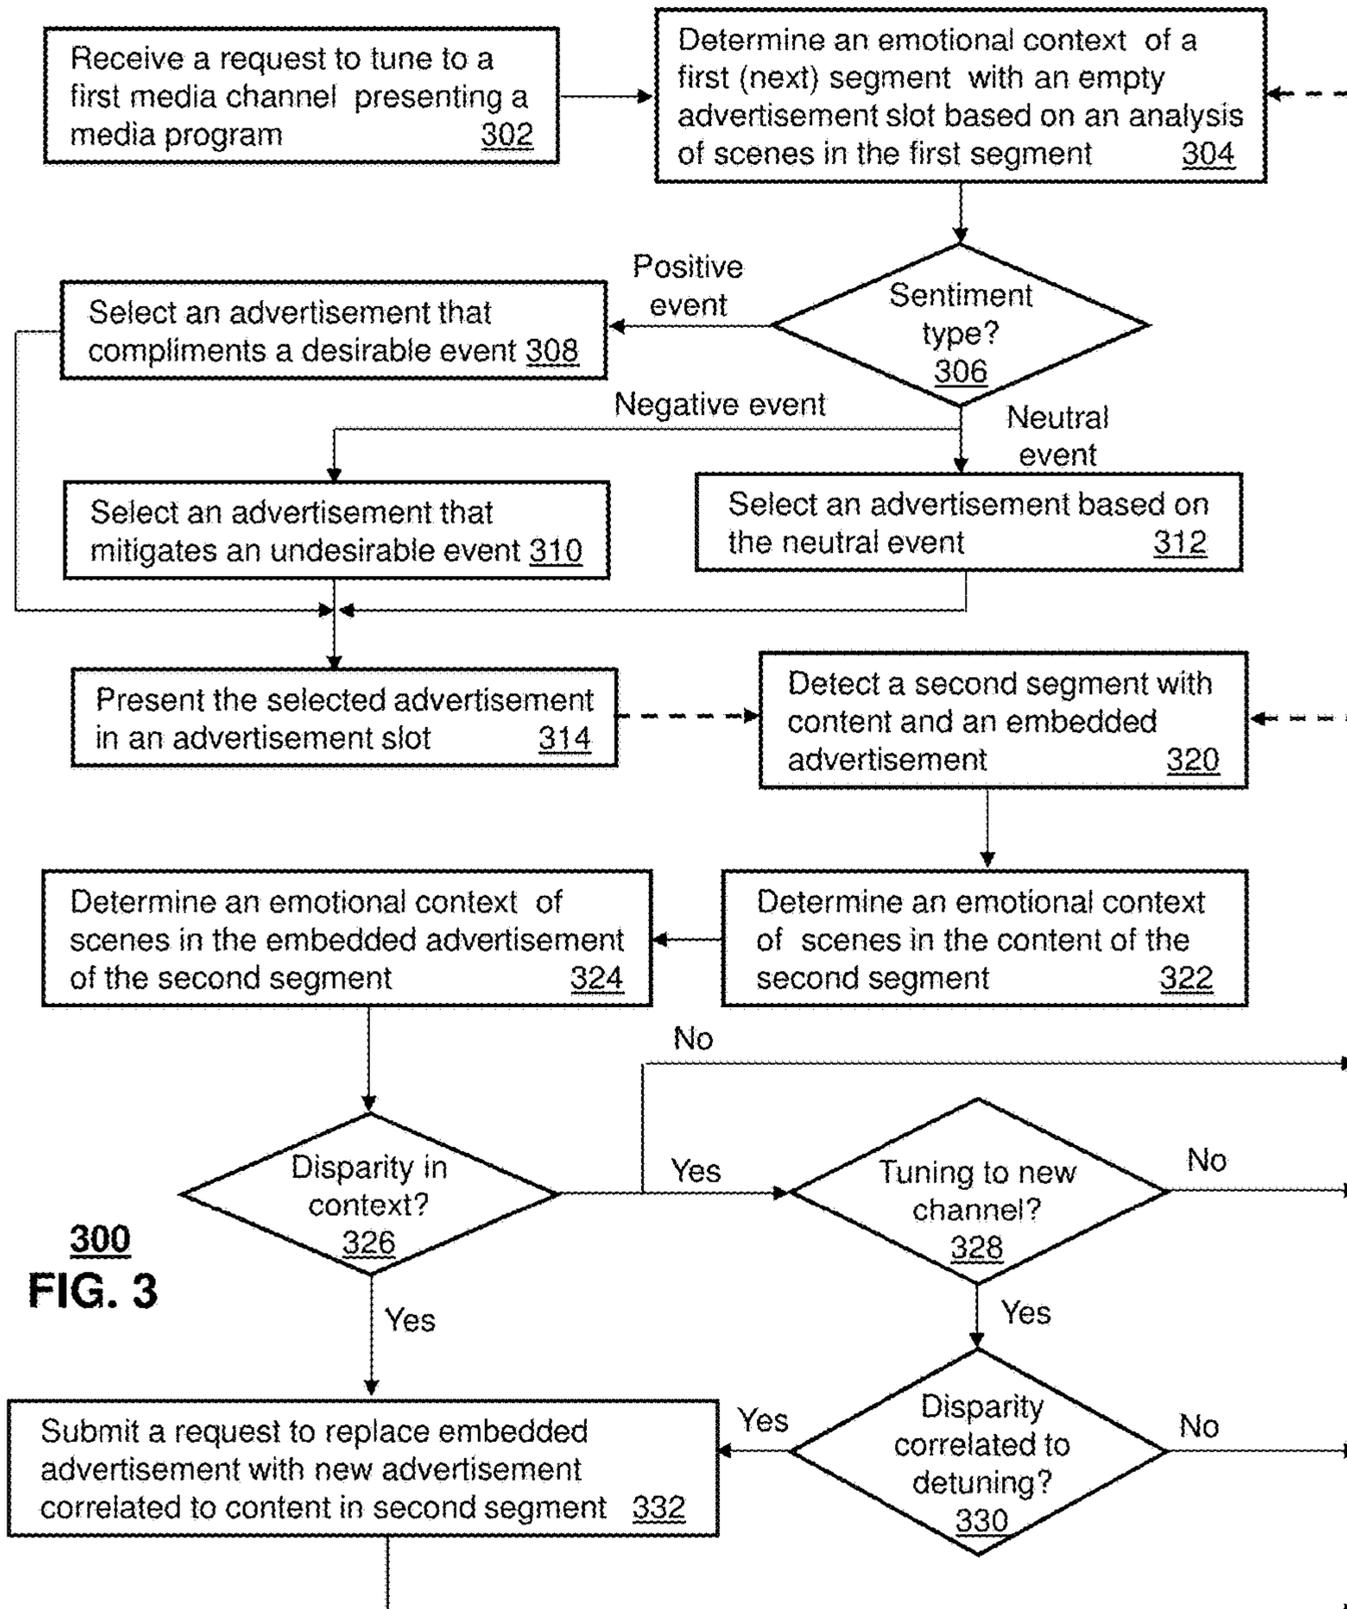 Receive a request to tune to a
first media channel presenting a
media program 302
Determine an emotional context of a
first (next) segment with an empty
advertisement slot based on an analysis
of scenes in the first segment 304
Sentiment
type?
306
Positive
event
Select an advertisement that
compliments a desirable event 308
Negative event
Neutral
event
Select an advertisement that
mitigates an undesirable event 310
Select an advertisement based on
the neutral event 312
Present the selected advertisement
in an advertisement slot 314
Detect a second segment with
content and an embedded
advertisement 320
Determine an emotional context of
scenes in the embedded advertisement
of the second segment 324
Determine an emotional context
of scenes in the content of the
second segment 322
No
Disparity in
context?
326
Yes
Tuning to new
channel?
328
No
300
FIG. 3
Yes
Yes
Submit a request to replace embedded
advertisement with new advertisement
correlated to content in second segment 332
Yes
Disparity
correlated to
detuning?
330
No